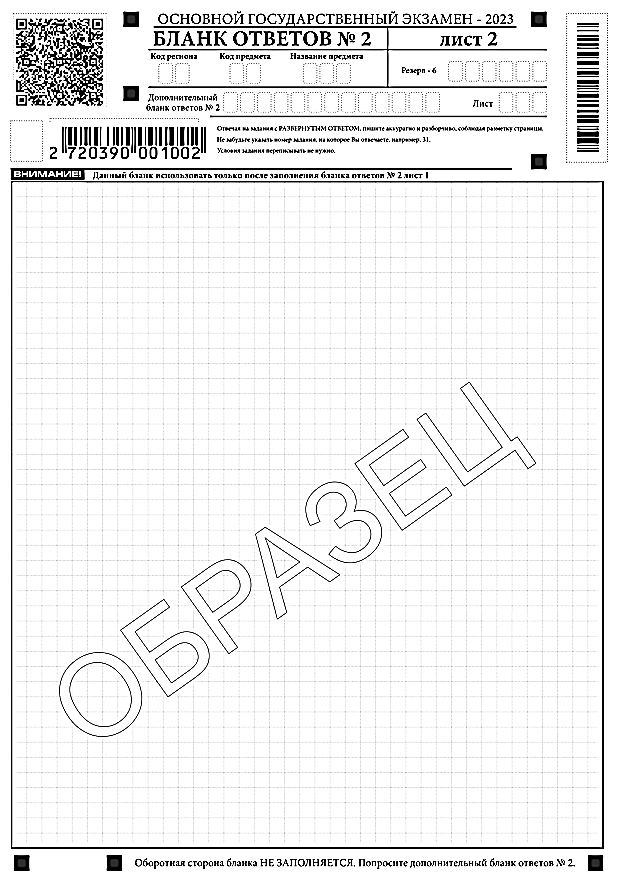 ОСНОВНОЙ ГОСУДАРСТВЕННЫЙ ЭКЗАМЕН - 2023
БЛАНК ОТВЕТОВ № 2
лист 2
Код региона
Код предмета
Название предмета
Резерв - 6
Дополнительный
бланк ответов № 2
Лист
2 720390 001002
Отвечая на задания с РАЗВЕРНУТЫМ ОТВЕТОМ, пишите аккуратно и разборчиво, соблюдая разметку страницы.
Не забудьте указать номер задания, на которое Вы отвечаете, например, 31.
Условия задания переписывать не нужно.
ВНИМАНИЕ!
Данный бланк использовать только после заполнения бланка ответов № 2 лист 1
ОБРАЗЕЦ
Оборотная сторона бланка НЕ ЗАПОЛНЯЕТСЯ. Попросите дополнительный бланк ответов № 2.